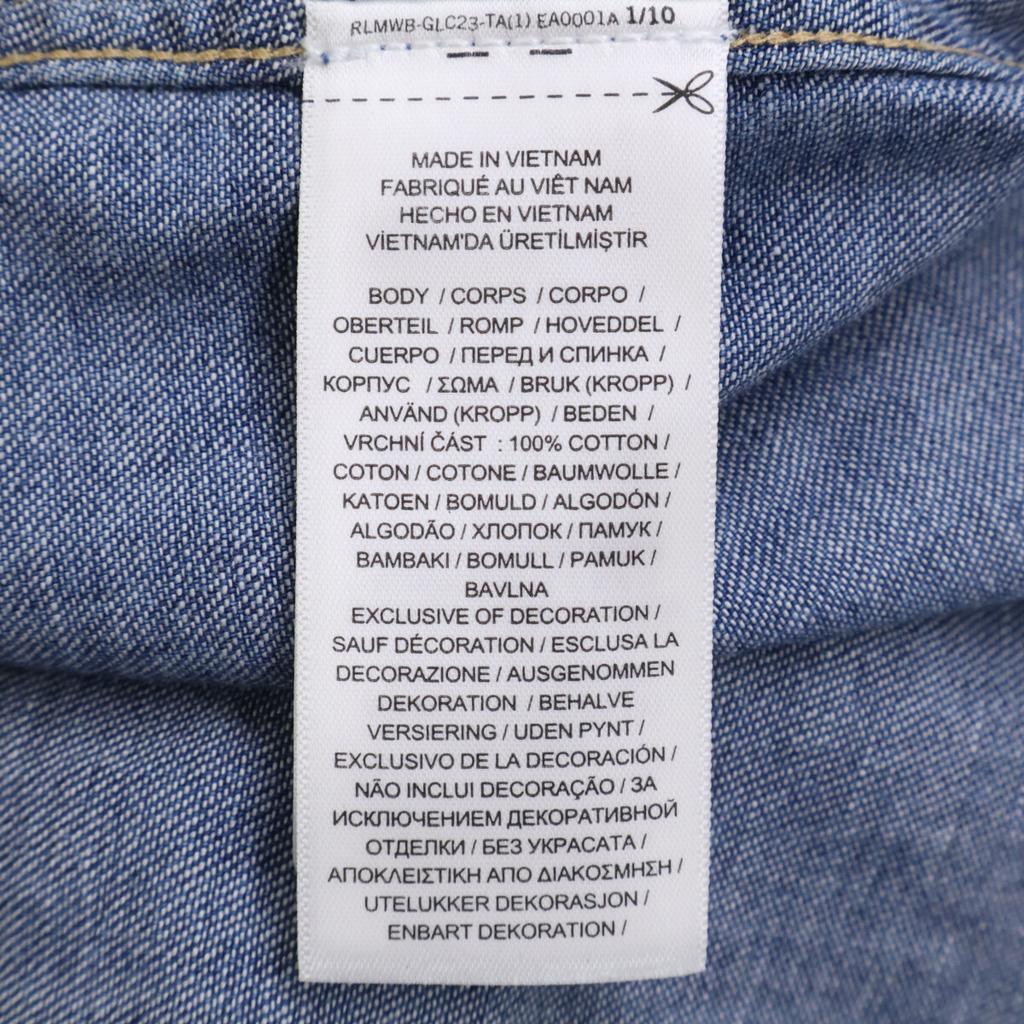 RLMWB-GLC23-TA(1) EA0001A 1/10
MADE IN VIETNAM
FABRIQUÉ AU VIÊT NAM
HECHO EN VIETNAM
VİETNAM'DA ÜRETİLMİŞTİR
BODY / CORPS / CORPO /
OBERTEIL / ROMP / HOVEDDEL /
CUERPO / ПЕРЕД И СПИНКА /
КОРПУС / ΣΩΜΑ / BRUK (KROPP) /
ANVÄND (KROPP) / BEDEN /
VRCHNÍ ČÁST : 100% COTTON /
COTON / COTONE / BAUMWOLLE /
KATOEN / BOMULD / ALGODÓN /
ALGODÃO / ХЛОПОК / ПАМУК /
BAMBAKI / BOMULL / PAMUK /
BAVLNA
EXCLUSIVE OF DECORATION /
SAUF DÉCORATION / ESCLUSA LA
DECORAZIONE / AUSGENOMMEN
DEKORATION / BEHALVE
VERSIERING / UDEN PYNT /
EXCLUSIVO DE LA DECORACIÓN /
NÃO INCLUI DECORAÇÃO / ЗА
ИСКЛЮЧЕНИЕМ ДЕКОРАТИВНОЙ
ОТДЕЛКИ / БЕЗ УКРАСАТА /
ΑΠΟΚΛΕΙΣΤΙΚΗ ΑΠΟ ΔΙΑΚΟΣΜΗΣΗ /
UTELUKKER DEKORASJON /
ENBART DEKORATION /